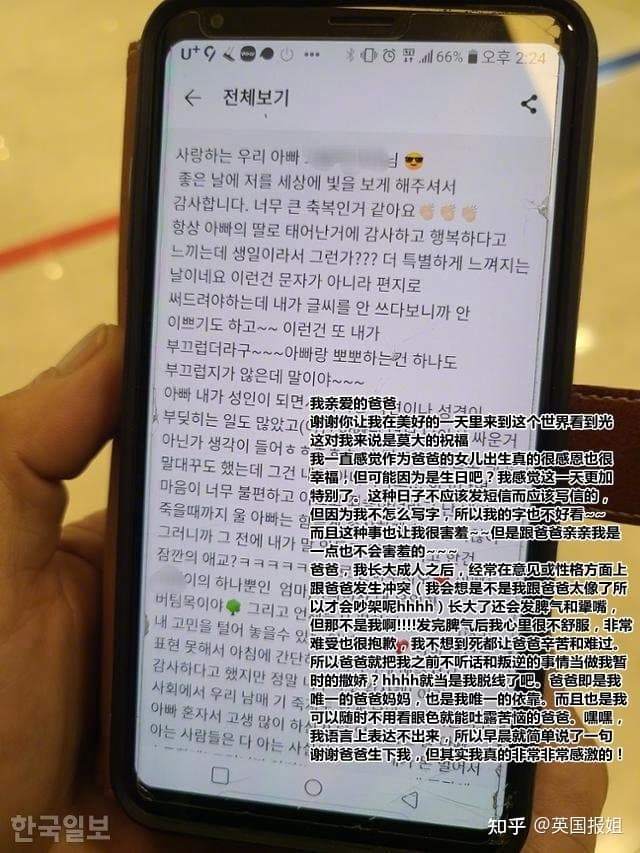 U+
66%
오후 2:24
전체보기
사랑하는 우리 아빠
님 😎
좋은 날에 저를 세상에 빛을 보게 해주셔서
감사합니다. 너무 큰 축복인거 같아요👏🏻👏🏻👏🏻
항상 아빠의 딸로 태어난거에 감사하고 행복하다고
느끼는데 생일이라서 그런가??? 더 특별하게 느껴지는
날이네요 이런건 문자가 아니라 편지로
써드려야하는데 내가 글씨를 안 쓰다보니까 안
이쁘기도 하고~~ 이런건 또 내가
부끄럽더라구~~~아빠랑 뽀뽀하는건 하나도
부끄럽지가 않은데 말이야~~~
아빠 내가 성인이 되면
부딪히는 일도 많았고
싸운거
아닌가 생각이 들어
말대꾸도 했는데 그건 내
마음이 너무 불편하고
죽을때까지 울 아빠는
그러니까 그 전에 내가 말
잠깐의 애교?ㅋㅋㅋㅋ
이의 하나뿐인 엄마
버팀목이야🌳 그리고
내 고민을 털어 놓을수 있
표현 못해서 아침에 간단
감사하다고 했지만 정말
사회에서 우리 남매 기 죽
아빠 혼자서 고생 많이 하
아는 사람들은 다 아는 사
我亲爱的爸爸
谢谢你让我在美好的一天里来到这个世界看到光
这对我来说是莫大的祝福
我一直感觉作为爸爸的女儿出生真的很感恩也很
幸福，但可能因为是生日吧？我感觉这一天更加
特别了。这种日子不应该发短信而应该写信的，
但因为我不怎么写字，所以我的字也不好看~~
而且这种事也让我很害羞~~但是跟爸爸亲亲我是
一点也不会害羞的~~~
爸爸，我长大成人之后，经常在意见或性格方面上
跟爸爸发生冲突（我会想是不是我跟爸爸太像了所
以才会吵架呢hhhh）长大了还会发脾气和犟嘴，
但那不是我啊!!!!发完脾气后我心里很不舒服，非常
难受也很抱歉 我不想到死都让爸爸辛苦和难过。
所以爸爸就把我之前不听话和叛逆的事情当做我暂
时的撒娇？hhhh就当是我脱线了吧。爸爸即是我
唯一的爸爸妈妈，也是我唯一的依靠。而且也是我
可以随时不用看眼色就能吐露苦恼的爸爸。嘿嘿，
我语言上表达不出来，所以早晨就简单说了一句
谢谢爸爸生下我，但其实我真的非常非常感激的！
한국일보
知乎 @英国报姐